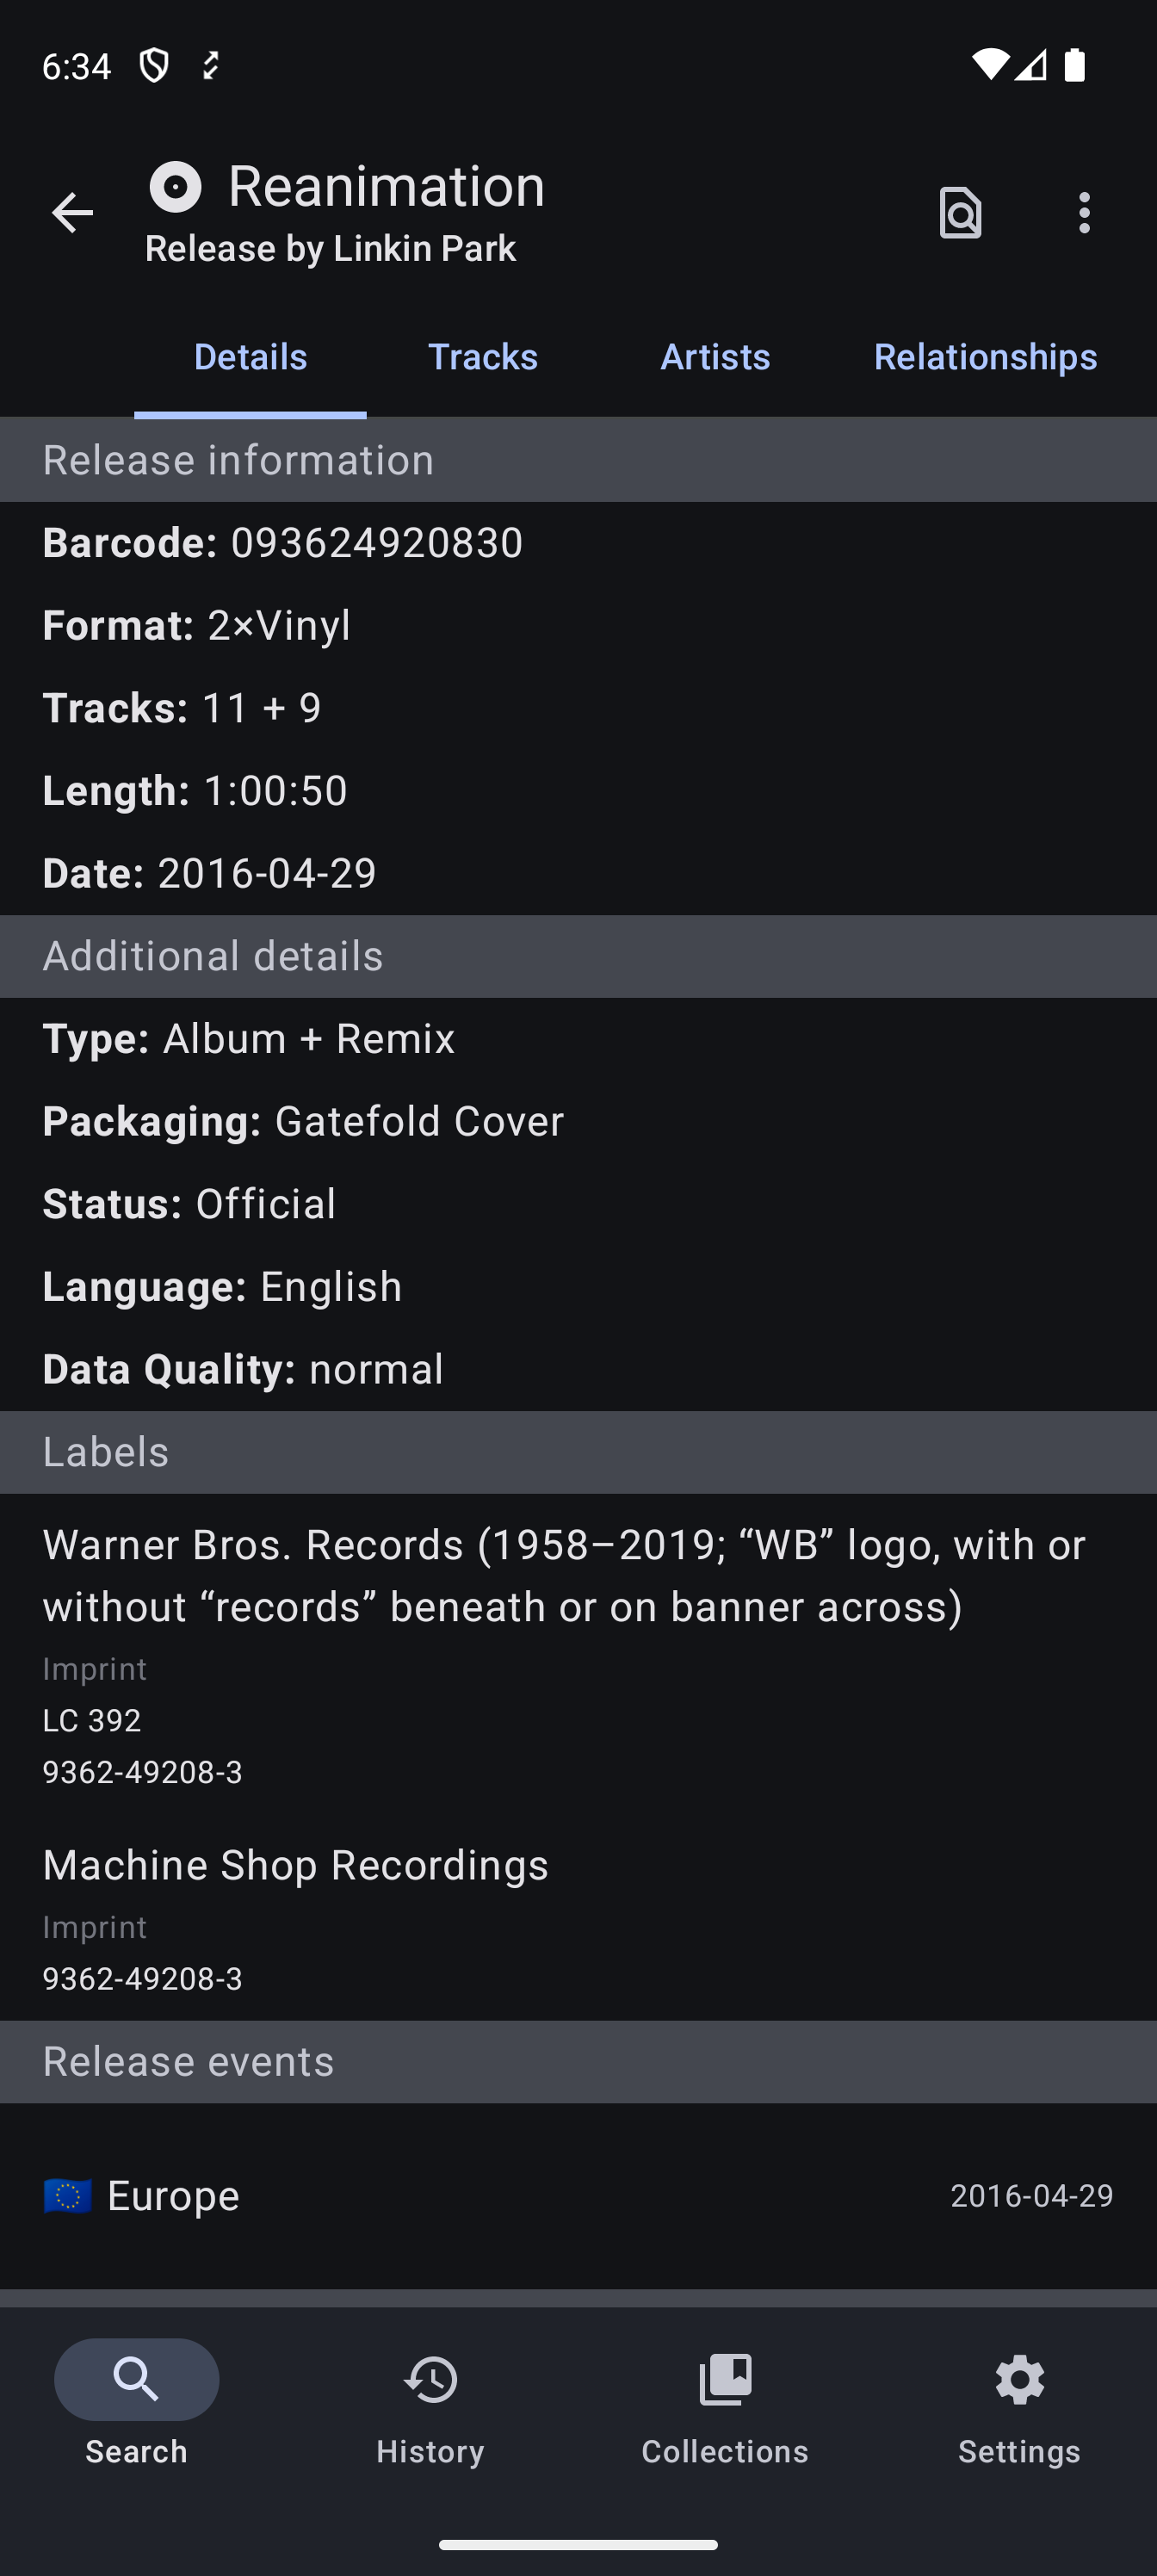 6:34
Reanimation
Release by Linkin Park
Details Tracks Artists Relationships
Release information
Barcode: 093624920830
Format: 2×Vinyl
Tracks: 11 + 9
Length: 1:00:50
Date: 2016-04-29
Additional details
Type: Album + Remix
Packaging: Gatefold Cover
Status: Official
Language: English
Data Quality: normal
Labels
Warner Bros. Records (1958–2019; “WB” logo, with or
without “records” beneath or on banner across)
Imprint
LC 392
9362-49208-3
Machine Shop Recordings
Imprint
9362-49208-3
Release events
Europe 2016-04-29
Search History Collections Settings